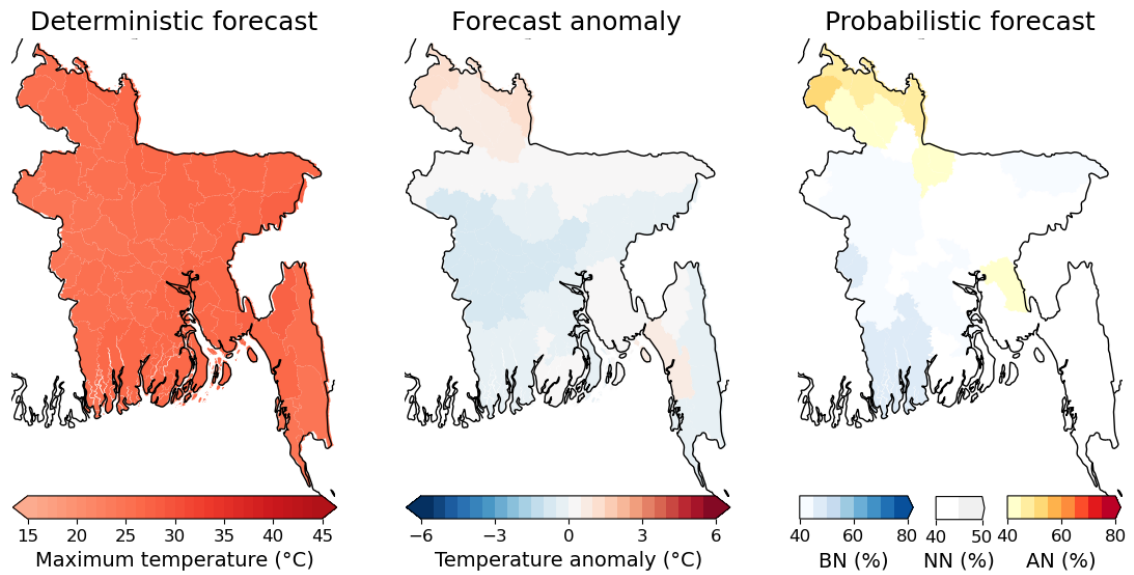 Deterministic forecast
Forecast anomaly
Probabilistic forecast
15 20 25 30 35 40 45
−6 −3 0 3 6
40 60 80 40 50 40 60 80
Maximum temperature (°C)
Temperature anomaly (°C)
BN (%) NN (%) AN (%)